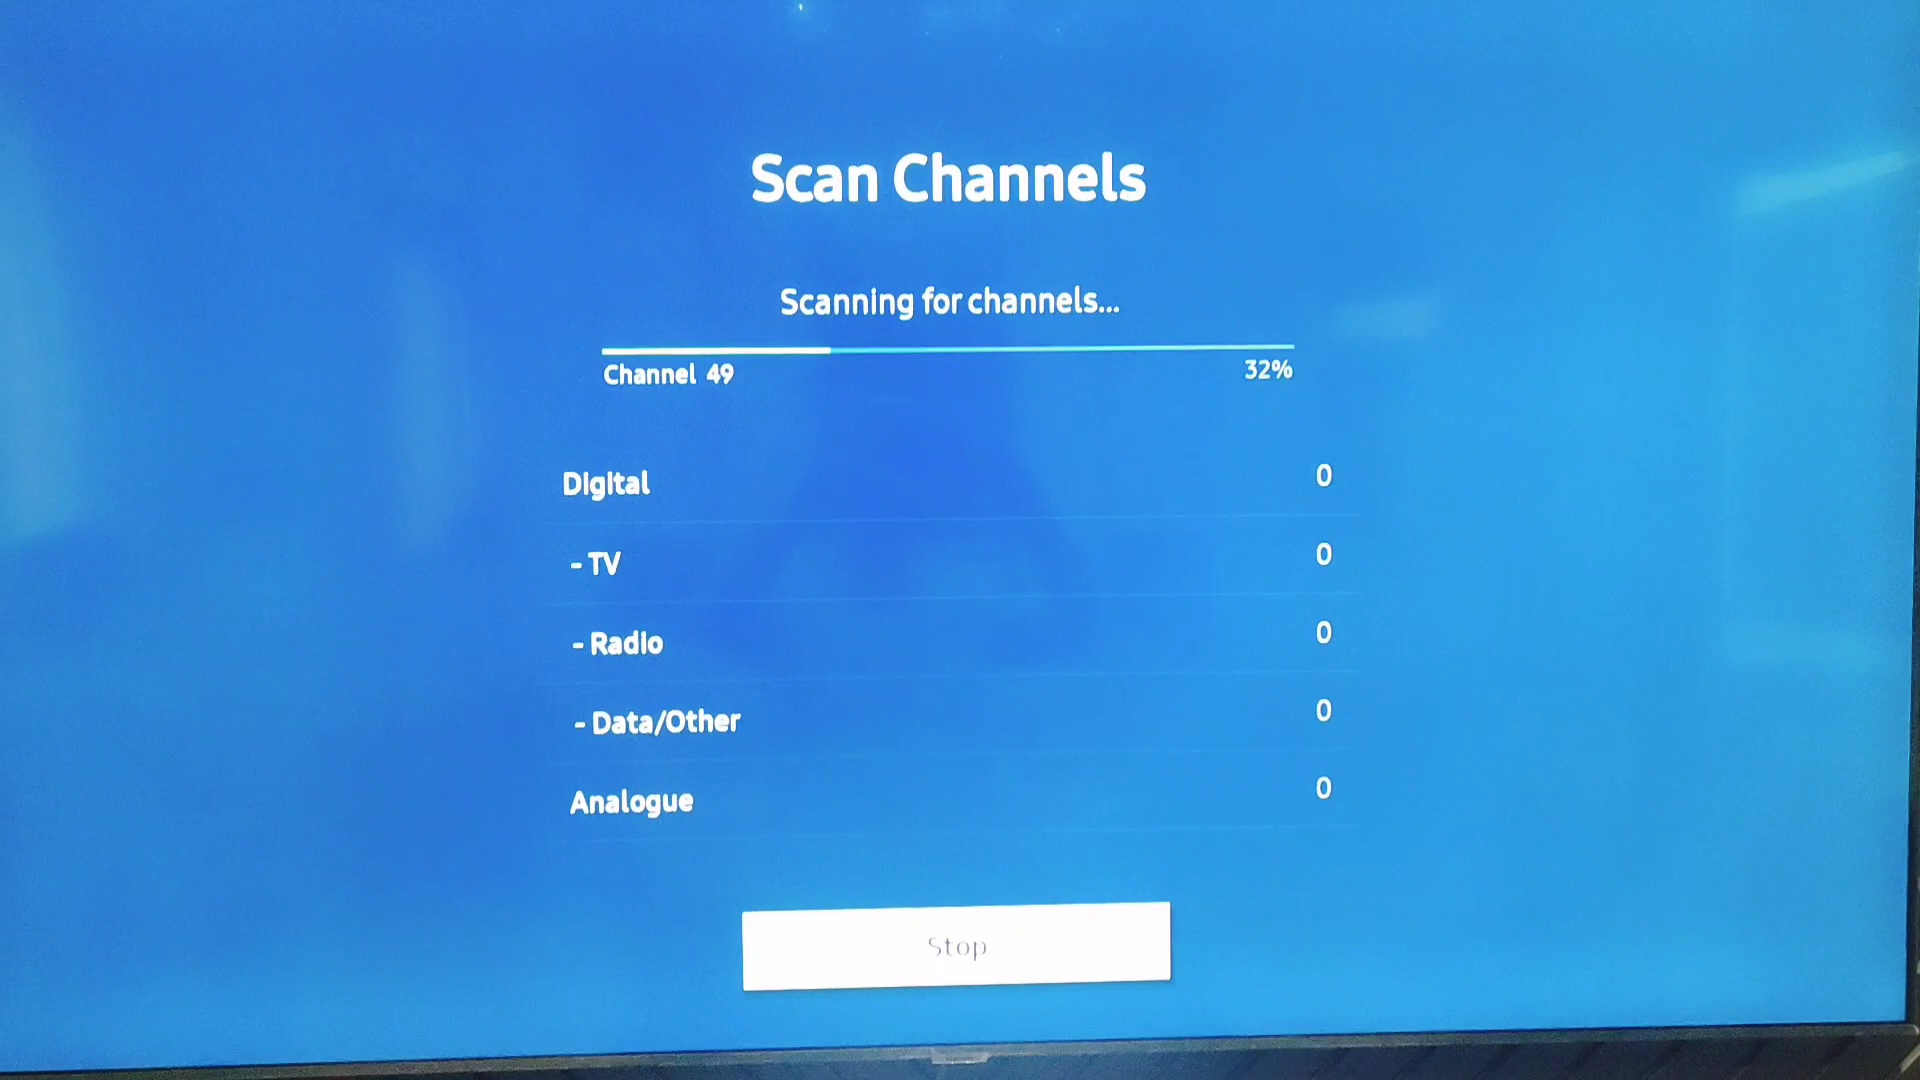 Scan Channels
Scanning for channels...
Channel 49 32%
Digital 0
- TV 0
- Radio 0
- Data/Other 0
Analogue 0
Stop